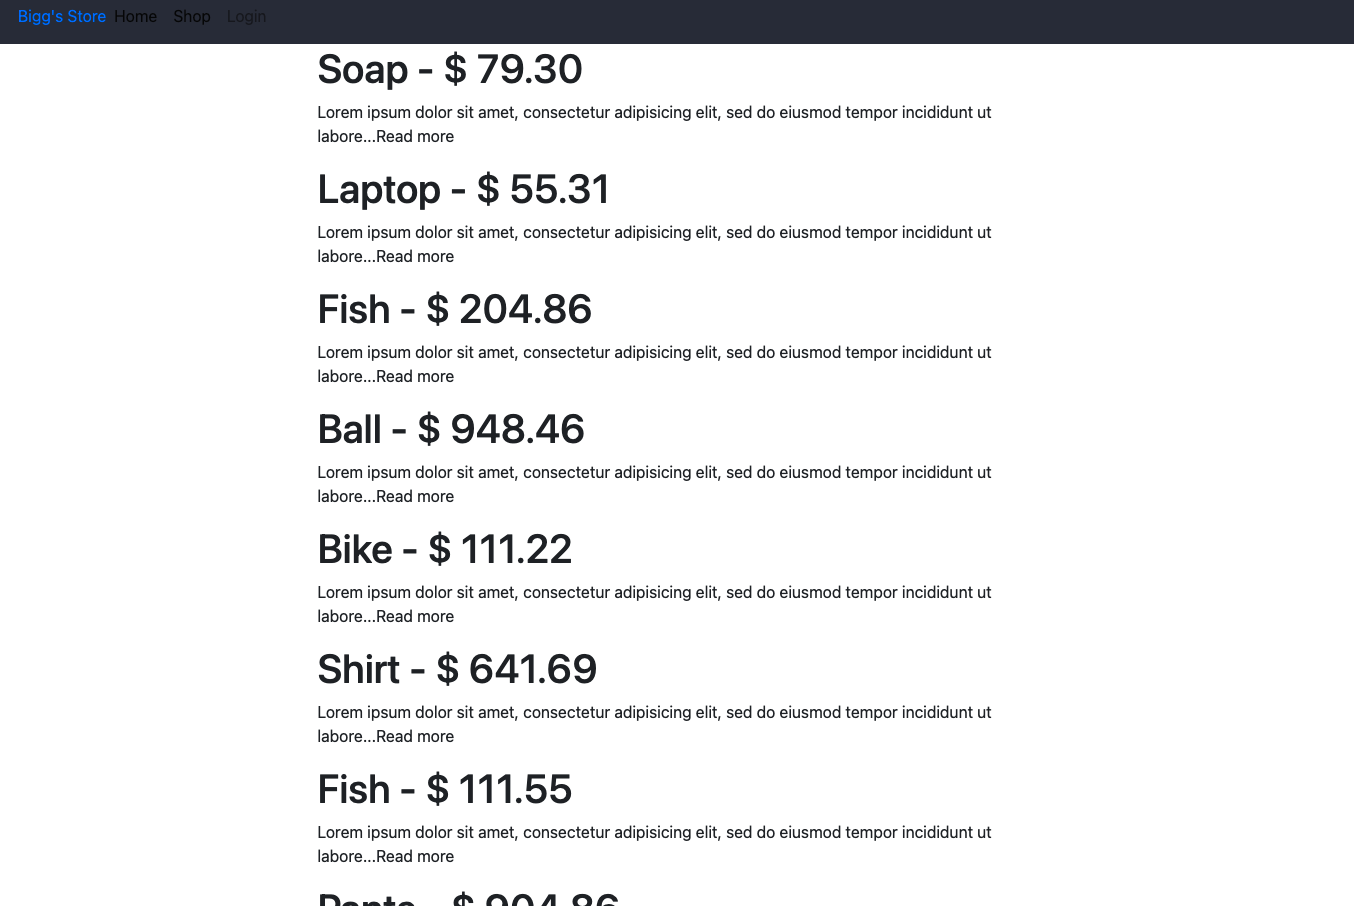 Bigg's Store Home Shop Login
Soap - $ 79.30
Lorem ipsum dolor sit amet, consectetur adipisicing elit, sed do eiusmod tempor incididunt ut
labore...Read more
Laptop - $ 55.31
Lorem ipsum dolor sit amet, consectetur adipisicing elit, sed do eiusmod tempor incididunt ut
labore...Read more
Fish - $ 204.86
Lorem ipsum dolor sit amet, consectetur adipisicing elit, sed do eiusmod tempor incididunt ut
labore...Read more
Ball - $ 948.46
Lorem ipsum dolor sit amet, consectetur adipisicing elit, sed do eiusmod tempor incididunt ut
labore...Read more
Bike - $ 111.22
Lorem ipsum dolor sit amet, consectetur adipisicing elit, sed do eiusmod tempor incididunt ut
labore...Read more
Shirt - $ 641.69
Lorem ipsum dolor sit amet, consectetur adipisicing elit, sed do eiusmod tempor incididunt ut
labore...Read more
Fish - $ 111.55
Lorem ipsum dolor sit amet, consectetur adipisicing elit, sed do eiusmod tempor incididunt ut
labore...Read more
Pants - $ 904.86